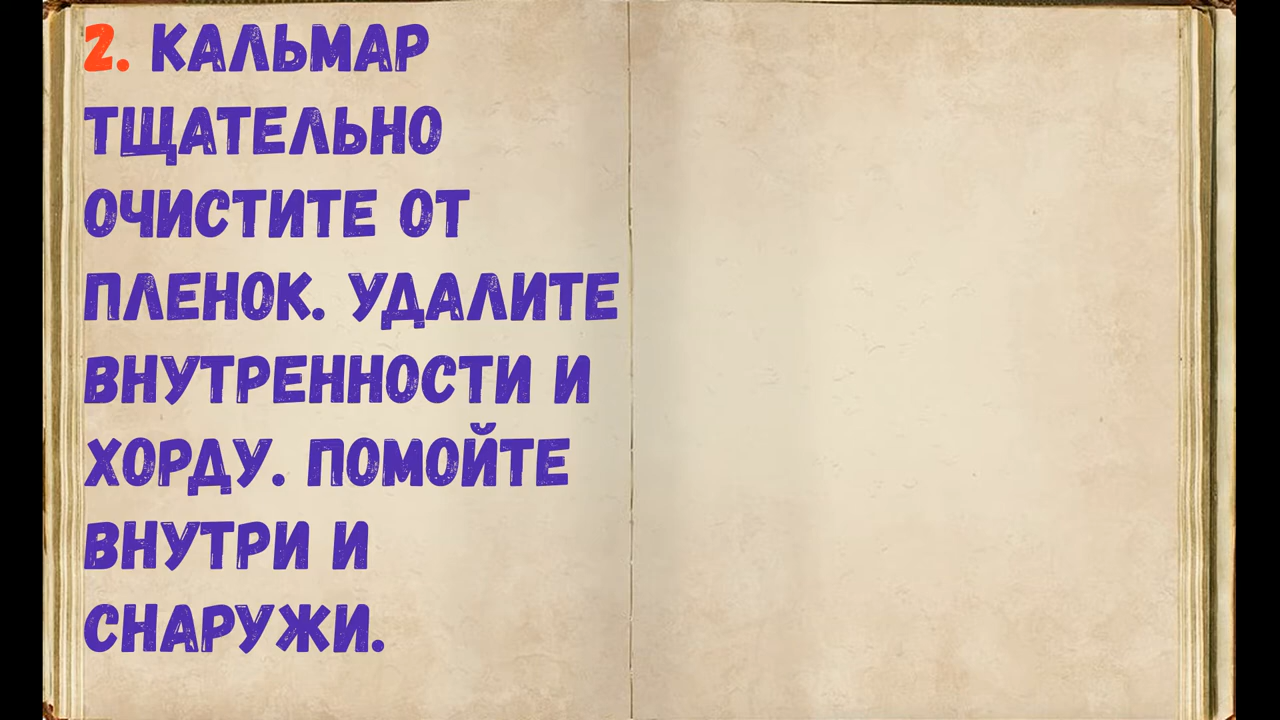 2. КАЛЬМАР
ТЩАТЕЛЬНО
ОЧИСТИТЕ ОТ
ПЛЕНОК. УДАЛИТЕ
ВНУТРЕННОСТИ И
ХОРДУ. ПОМОЙТЕ
ВНУТРИ И
СНАРУЖИ.